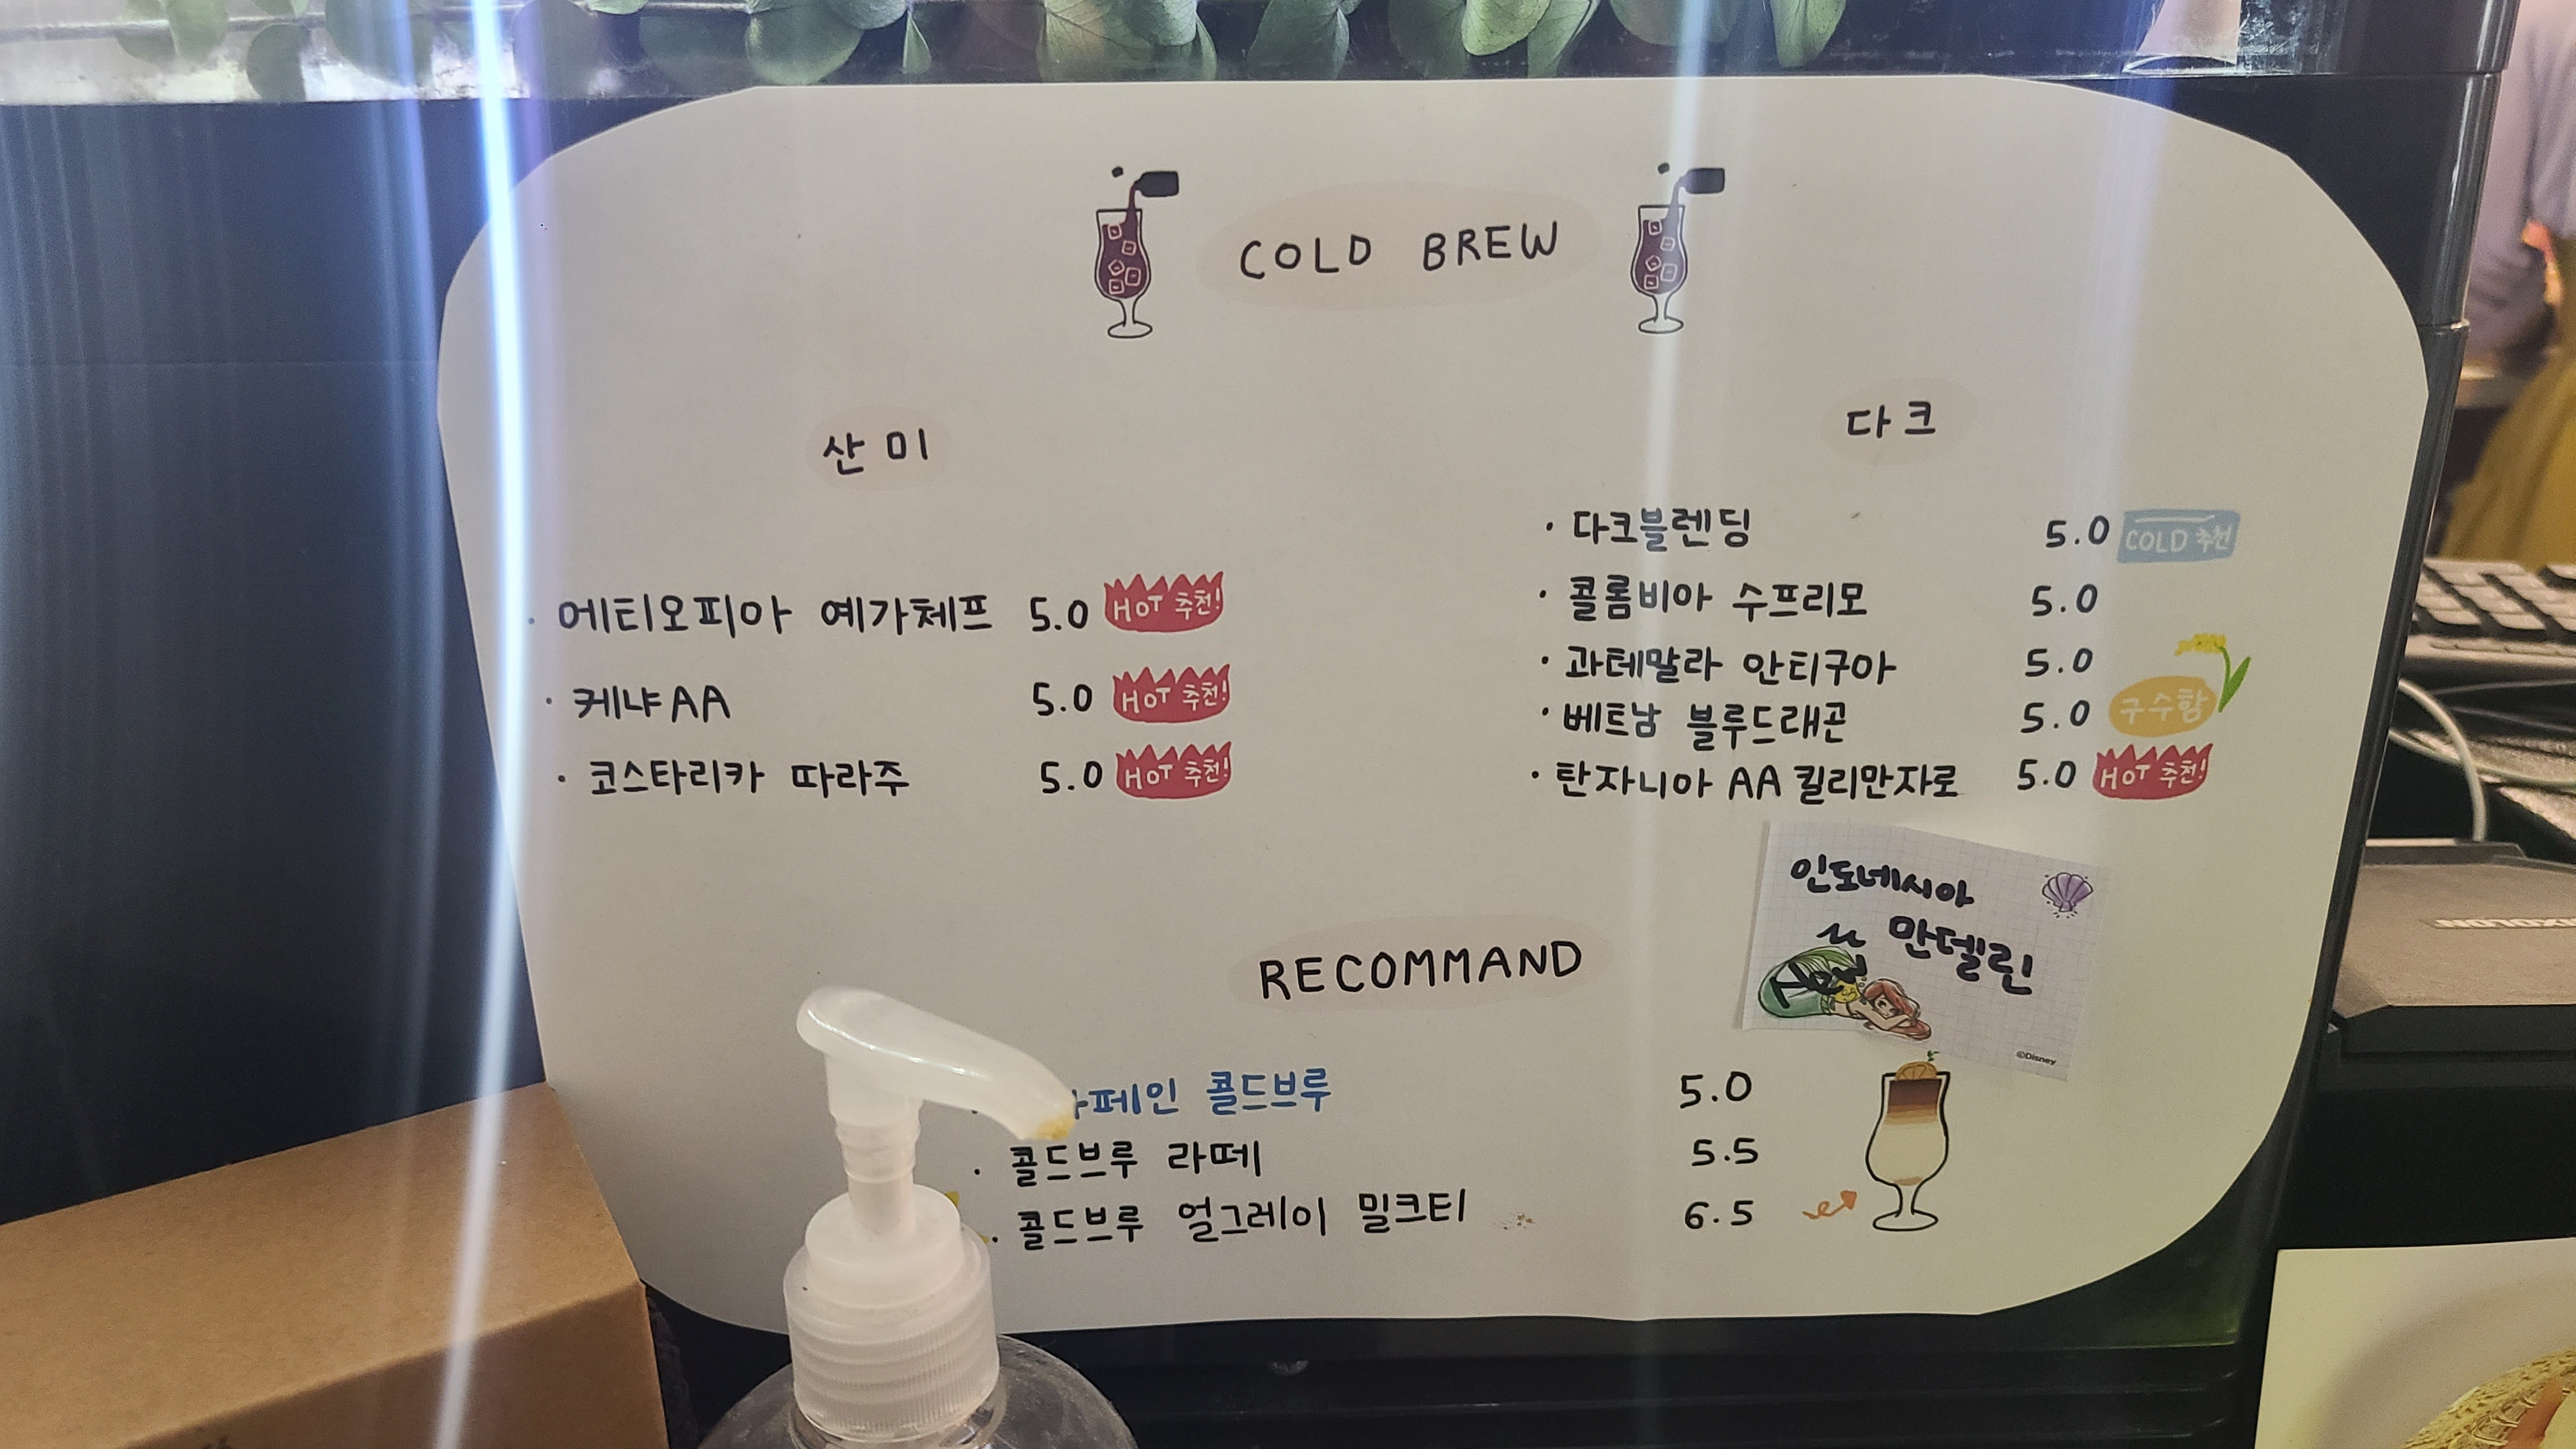 COLD BREW
산미
· 에티오피아 예가체프 5.0 HOT 추천!
· 케냐AA 5.0 HOT 추천!
· 코스타리카 따라주 5.0 HOT 추천!
다크
· 다크블렌딩 5.0 COLD 추천
· 콜롬비아 수프리모 5.0
· 과테말라 안티구아 5.0
· 베트남 블루드래곤 5.0 구수함
· 탄자니아 AA 킬리만자로 5.0 HOT 추천!
인도네시아
만델린
New
©Disney
RECOMMAND
콜드브루 5.0
· 콜드브루 라떼 5.5
· 콜드브루 얼그레이 밀크티 6.5